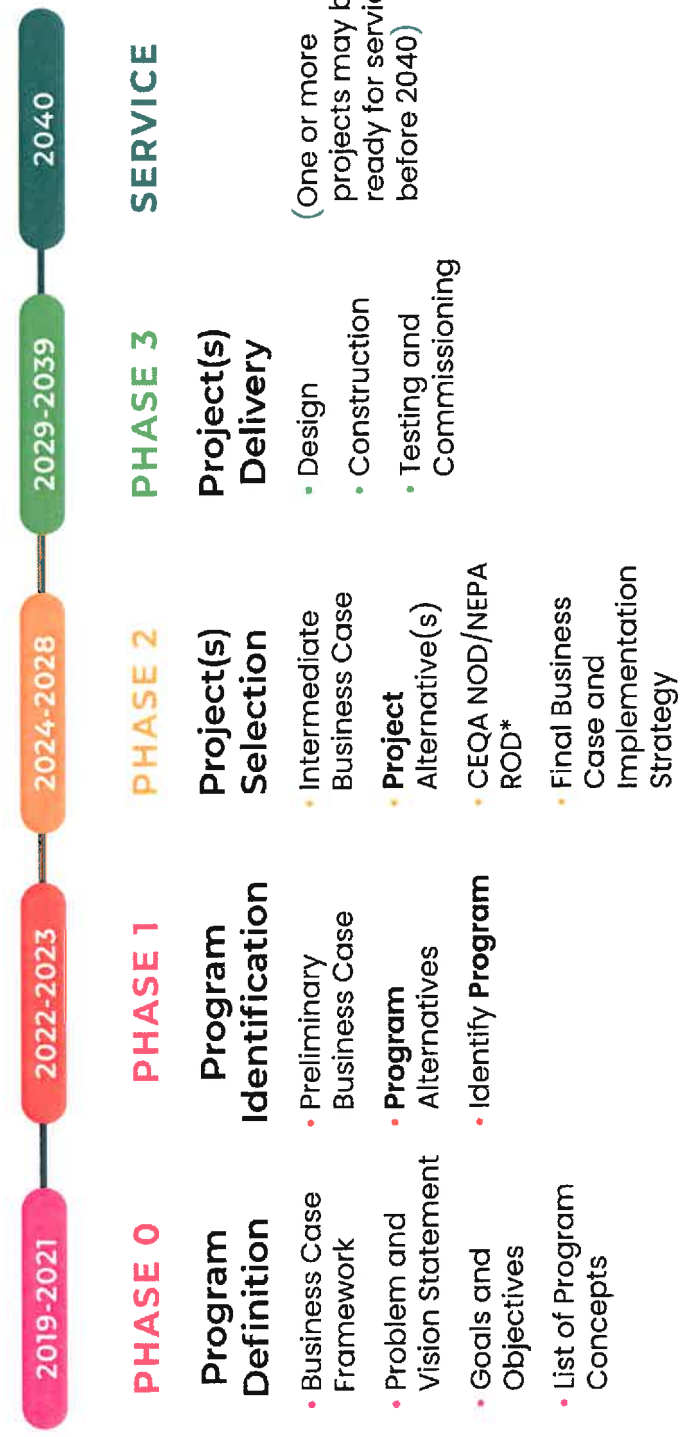 2019-2021
PHASE 0
Program
Definition
• Business Case
Framework
• Problem and
Vision Statement
• Goals and
Objectives
• List of Program
Concepts
2022-2023
PHASE 1
Program
Identification
• Preliminary
Business Case
• Program
Alternatives
• Identify Program
2024-2028
PHASE 2
Project(s)
Selection
• Intermediate
Business Case
• Project
Alternative(s)
• CEQA NOD/NEPA
ROD*
• Final Business
Case and
Implementation
Strategy
2029-2039
PHASE 3
Project(s)
Delivery
• Design
• Construction
• Testing and
Commissioning
2040
SERVICE
(One or more
projects may b
ready for servi
before 2040)